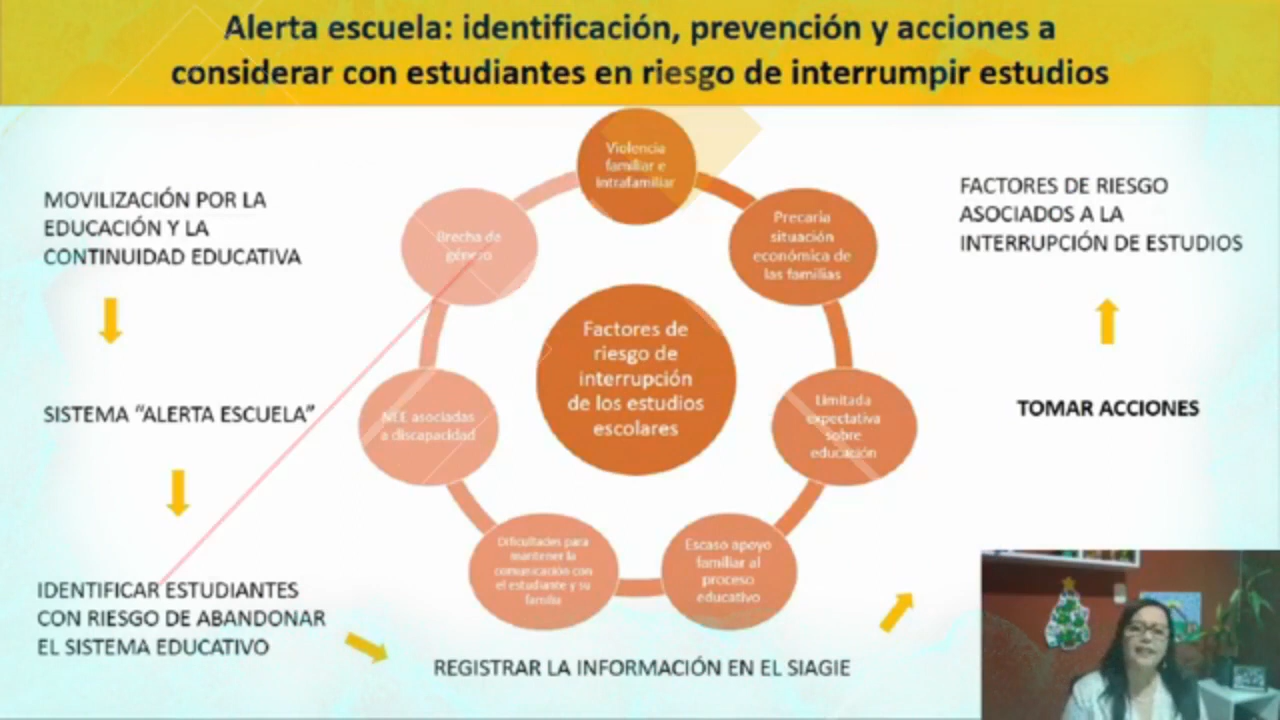 Alerta escuela: identificación, prevención y acciones a
considerar con estudiantes en riesgo de interrumpir estudios
MOVILIZACIÓN POR LA
EDUCACIÓN Y LA
CONTINUIDAD EDUCATIVA
SISTEMA “ALERTA ESCUELA”
IDENTIFICAR ESTUDIANTES
CON RIESGO DE ABANDONAR
EL SISTEMA EDUCATIVO
REGISTRAR LA INFORMACIÓN EN EL SIAGIE
TOMAR ACCIONES
FACTORES DE RIESGO
ASOCIADOS A LA
INTERRUPCIÓN DE ESTUDIOS
Factores de
riesgo de
interrupción
de los estudios
escolares
Violencia
familiar e
intrafamiliar
Precaria
situación
económica de
las familias
Limitada
expectativa
sobre
educación
Escaso apoyo
familiar al
proceso
educativo
Dificultades para
mantener la
comunicación con
el estudiante y su
familia
NEE asociadas
a discapacidad
Brecha de
género